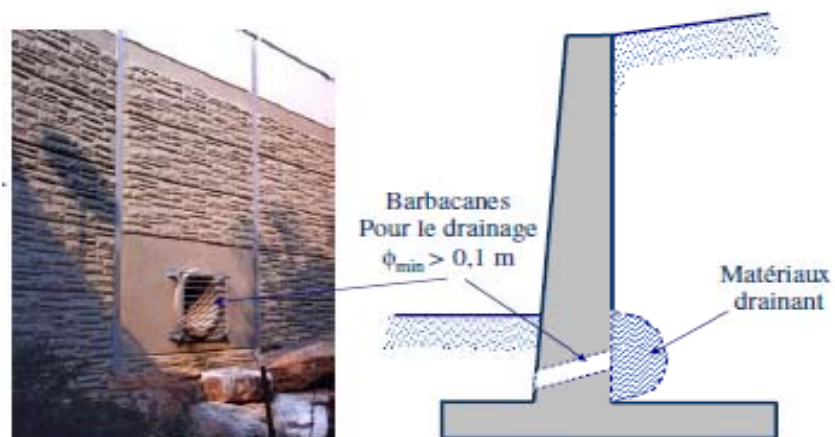 Barbacanes
Pour le drainage
ϕmin > 0,1 m
Matériaux
drainant